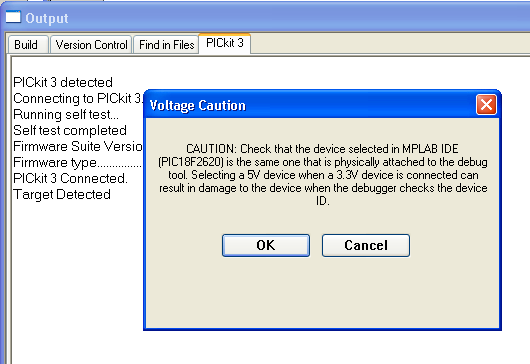 Output
Build
Version Control
Find in Files
PICkit 3
PICkit 3 detected
Connecting to PICkit 3.
Running self test...
Self test completed
Firmware Suite Versio
Firmware type..............
PICkit 3 Connected.
Target Detected
Voltage Caution
CAUTION: Check that the device selected in MPLAB IDE
(PIC18F2620) is the same one that is physically attached to the debug
tool. Selecting a 5V device when a 3.3V device is connected can
result in damage to the device when the debugger checks the device
ID.
OK
Cancel